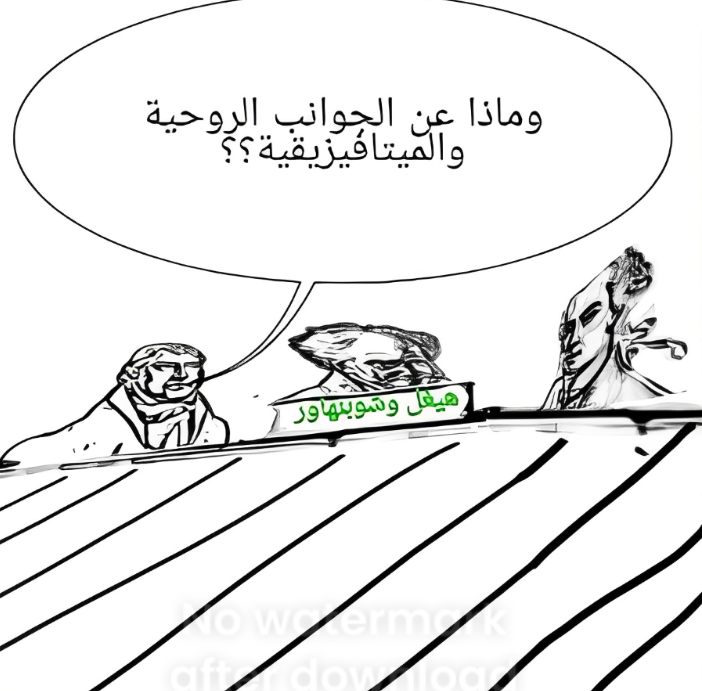 وماذا عن الجوانب الروحية
والميتافيزيقية؟؟
هيغل وشوبنهاور
No watermark
after download